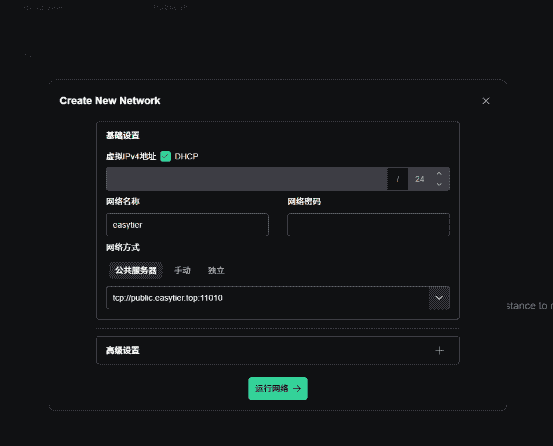 Create New Network
基础设置
虚拟IPv4地址 DHCP
/ 24
网络名称 网络密码
easytier
网络方式
公共服务器 手动 独立
tcp://public.easytier.top:11010
stance to
高级设置
运行网络